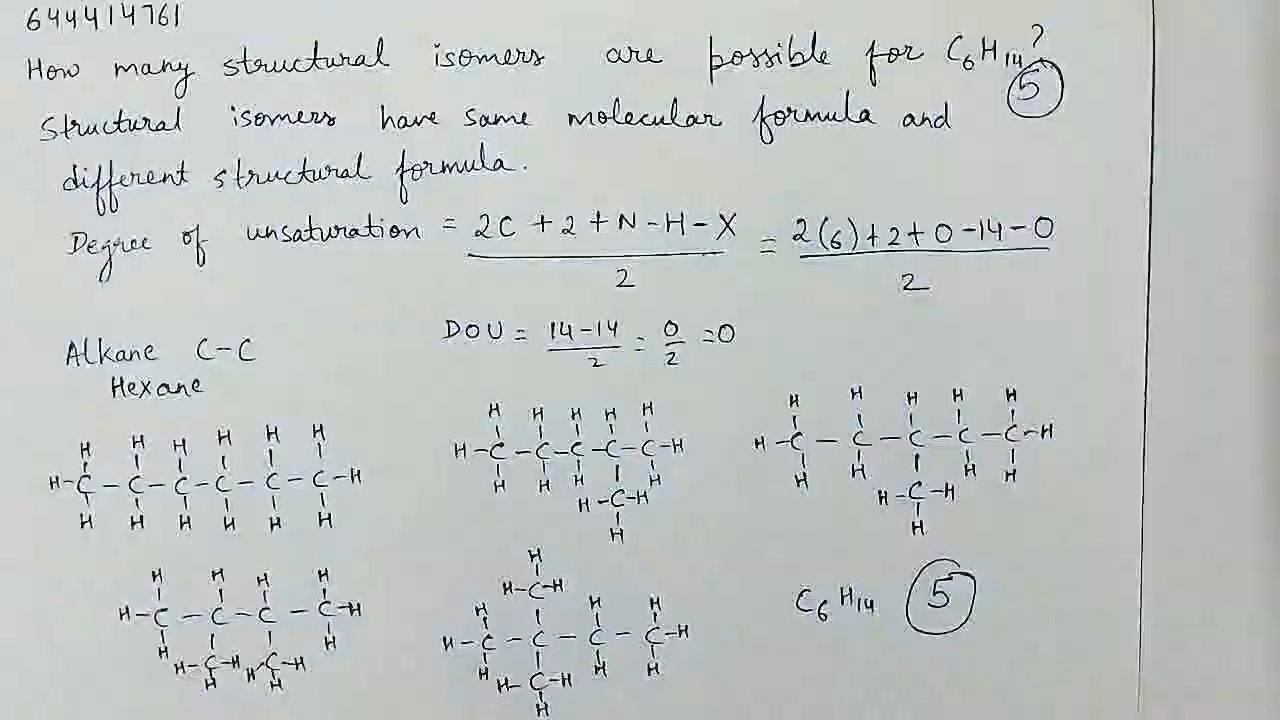 644414761
How many structural isomers are possible for C6H14?
5
Structural isomers have same molecular formula and
different structural formula.
Degree of unsaturation = 2C + 2 + N - H - X / 2 = 2(6) + 2 + 0 - 14 - 0 / 2
DOU = 14 - 14 / 2 = 0 / 2 = 0
Alkane C-C
Hexane
H H H H H H
H-C-C-C-C-C-C-H
H H H H H H
H H H H H
H-C-C-C-C-C-H
H H H H
H-C-H
H
H H H H H
H-C-C-C-C-C-H
H H H H
H-C-H
H
H H H H
H-C-C-C-C-H
H H
H-C-H H-C-H
H H
H
H-C-H
H H H
H-C-C-C-C-H
H H H
H-C-H
H
C6H14 5